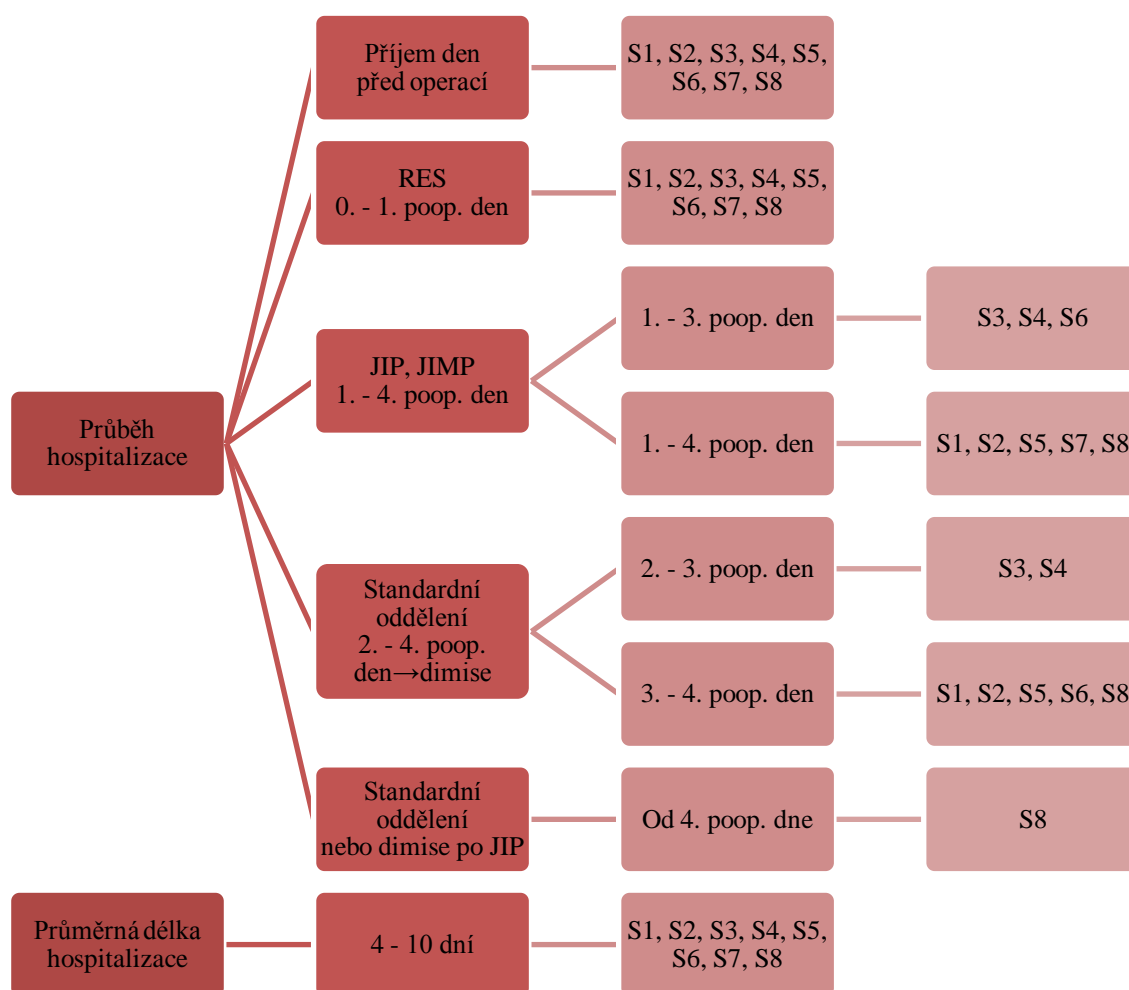 Příjem den
před operací
S1, S2, S3, S4, S5,
S6, S7, S8
RES
0. - 1. poop. den
S1, S2, S3, S4, S5,
S6, S7, S8
Průběh
hospitalizace
JIP, JIMP
1. - 4. poop. den
1. - 3. poop. den
S3, S4, S6
1. - 4. poop. den
S1, S2, S5, S7, S8
Standardní
oddělení
2. - 4. poop.
den→dimise
2. - 3. poop. den
S3, S4
3. - 4. poop. den
S1, S2, S5, S6, S8
Standardní
oddělení
nebo dimise po JIP
Od 4. poop. dne
S8
Průměrná délka
hospitalizace
4 - 10 dní
S1, S2, S3, S4, S5,
S6, S7, S8